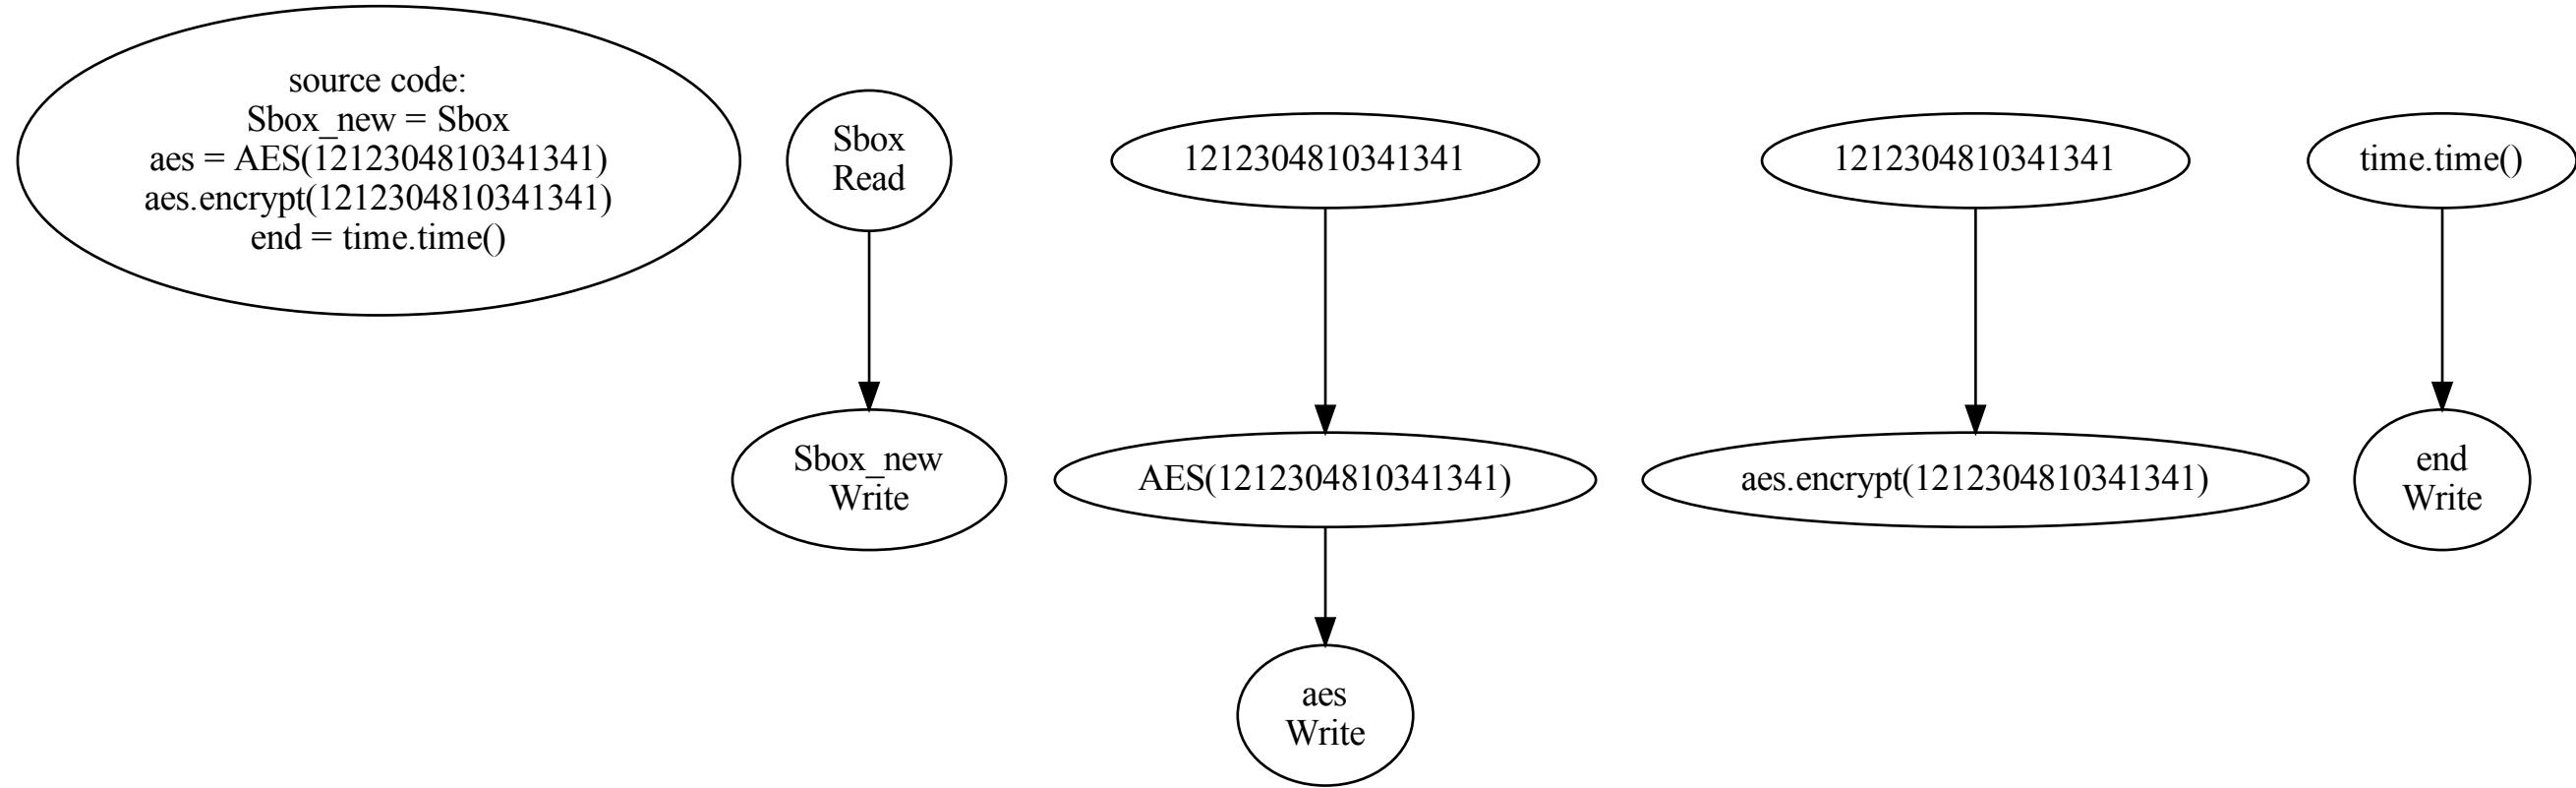 source code:
Sbox_new = Sbox
aes = AES(1212304810341341)
aes.encrypt(1212304810341341)
end = time.time()
Sbox
Read
1212304810341341
1212304810341341
time.time()
Sbox_new
Write
AES(1212304810341341)
aes.encrypt(1212304810341341)
end
Write
aes
Write